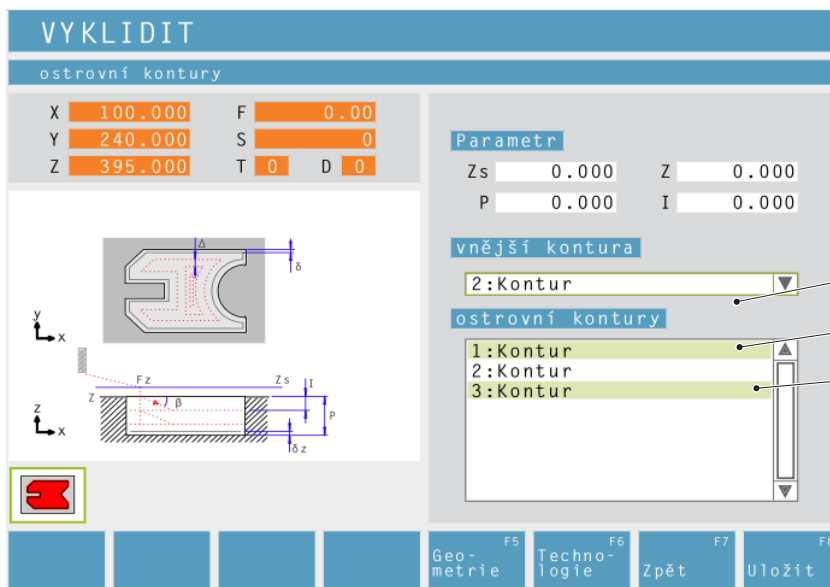 VYKLIDIT
ostrovní kontury
X 100.000 F 0.00
Y 240.000 S 0
Z 395.000 T 0 D 0
Parametr
Zs 0.000 Z 0.000
P 0.000 I 0.000
vnější kontura
2:Kontur
ostrovní kontury
1:Kontur
2:Kontur
3:Kontur
Δ
δ
y
x
Fz Zs I
Z β P
z
x
δz
F5 F6 F7 F8
Geo- Techno-
metrie logie Zpět Uložit